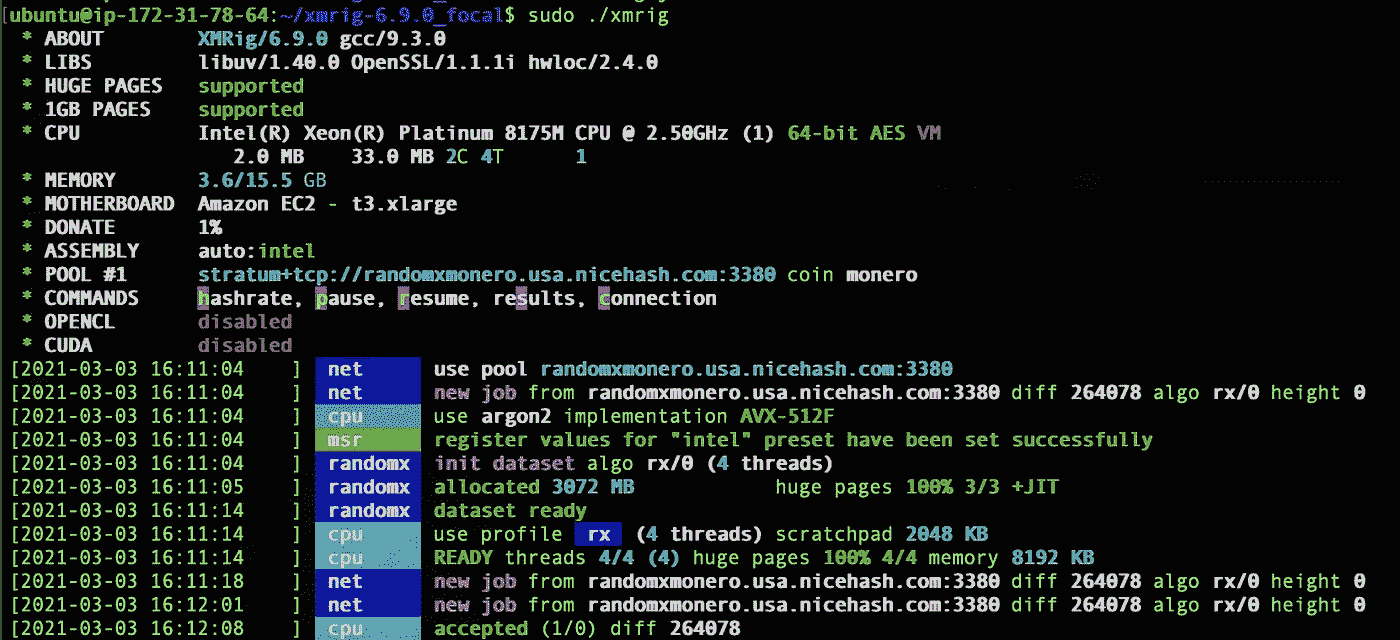 [ubuntu@ip-172-31-78-64:~/xmrig-6.9.0_focal$ sudo ./xmrig
* ABOUT XMRig/6.9.0 gcc/9.3.0
* LIBS libuv/1.40.0 OpenSSL/1.1.1i hwloc/2.4.0
* HUGE PAGES supported
* 1GB PAGES supported
* CPU Intel(R) Xeon(R) Platinum 8175M CPU @ 2.50GHz (1) 64-bit AES VM
2.0 MB 33.0 MB 2C 4T 1
* MEMORY 3.6/15.5 GB
* MOTHERBOARD Amazon EC2 - t3.xlarge
* DONATE 1%
* ASSEMBLY auto:intel
* POOL #1 stratum+tcp://randomxmonero.usa.nicehash.com:3380 coin monero
* COMMANDS hashrate, pause, resume, results, connection
* OPENCL disabled
* CUDA disabled
[2021-03-03 16:11:04 ] net use pool randomxmonero.usa.nicehash.com:3380
[2021-03-03 16:11:04 ] net new job from randomxmonero.usa.nicehash.com:3380 diff 264078 algo rx/0 height 0
[2021-03-03 16:11:04 ] cpu use argon2 implementation AVX-512F
[2021-03-03 16:11:04 ] msr register values for "intel" preset have been set successfully
[2021-03-03 16:11:04 ] randomx init dataset algo rx/0 (4 threads)
[2021-03-03 16:11:05 ] randomx allocated 3072 MB huge pages 100% 3/3 +JIT
[2021-03-03 16:11:14 ] randomx dataset ready
[2021-03-03 16:11:14 ] cpu use profile rx (4 threads) scratchpad 2048 KB
[2021-03-03 16:11:14 ] cpu READY threads 4/4 (4) huge pages 100% 4/4 memory 8192 KB
[2021-03-03 16:11:18 ] net new job from randomxmonero.usa.nicehash.com:3380 diff 264078 algo rx/0 height 0
[2021-03-03 16:12:01 ] net new job from randomxmonero.usa.nicehash.com:3380 diff 264078 algo rx/0 height 0
[2021-03-03 16:12:08 ] cpu accepted (1/0) diff 264078